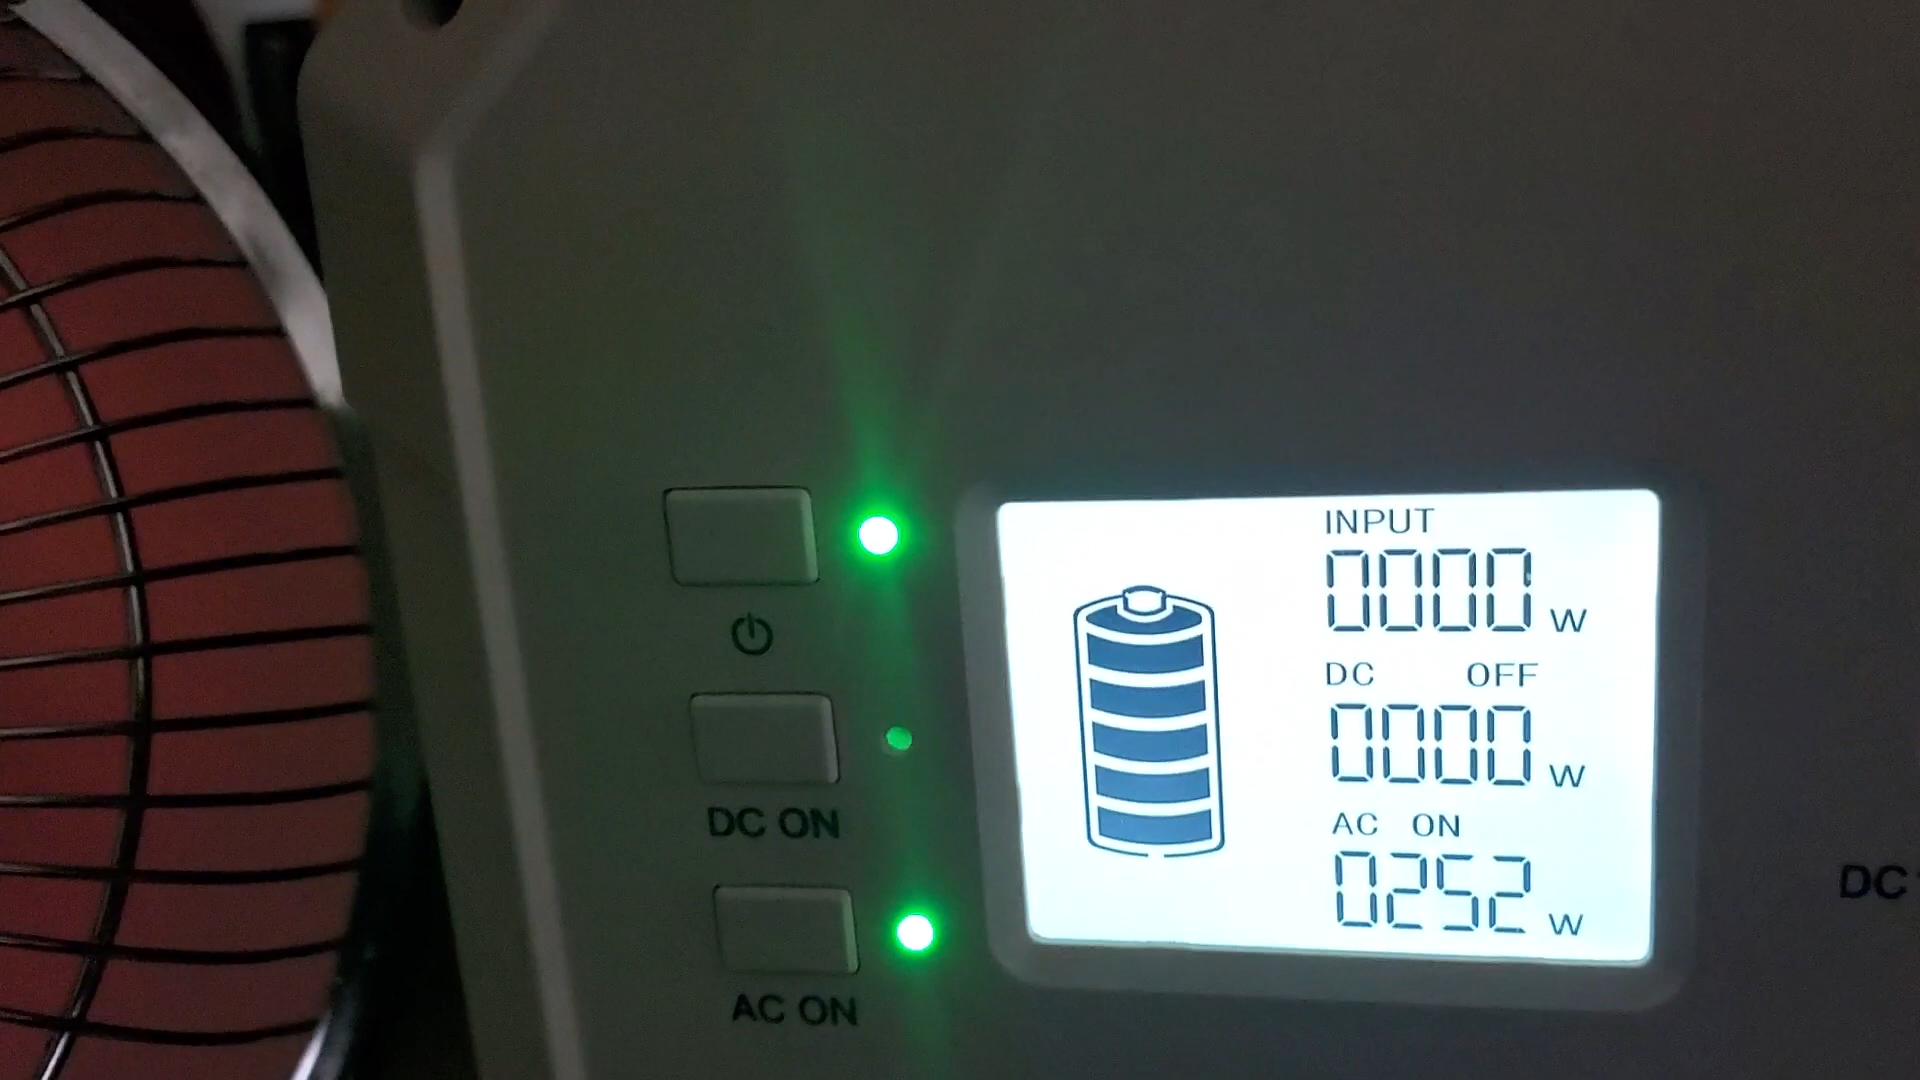 INPUT
0000 W
DC OFF
0000 W
AC ON
0252 W
DC ON
AC ON
DC